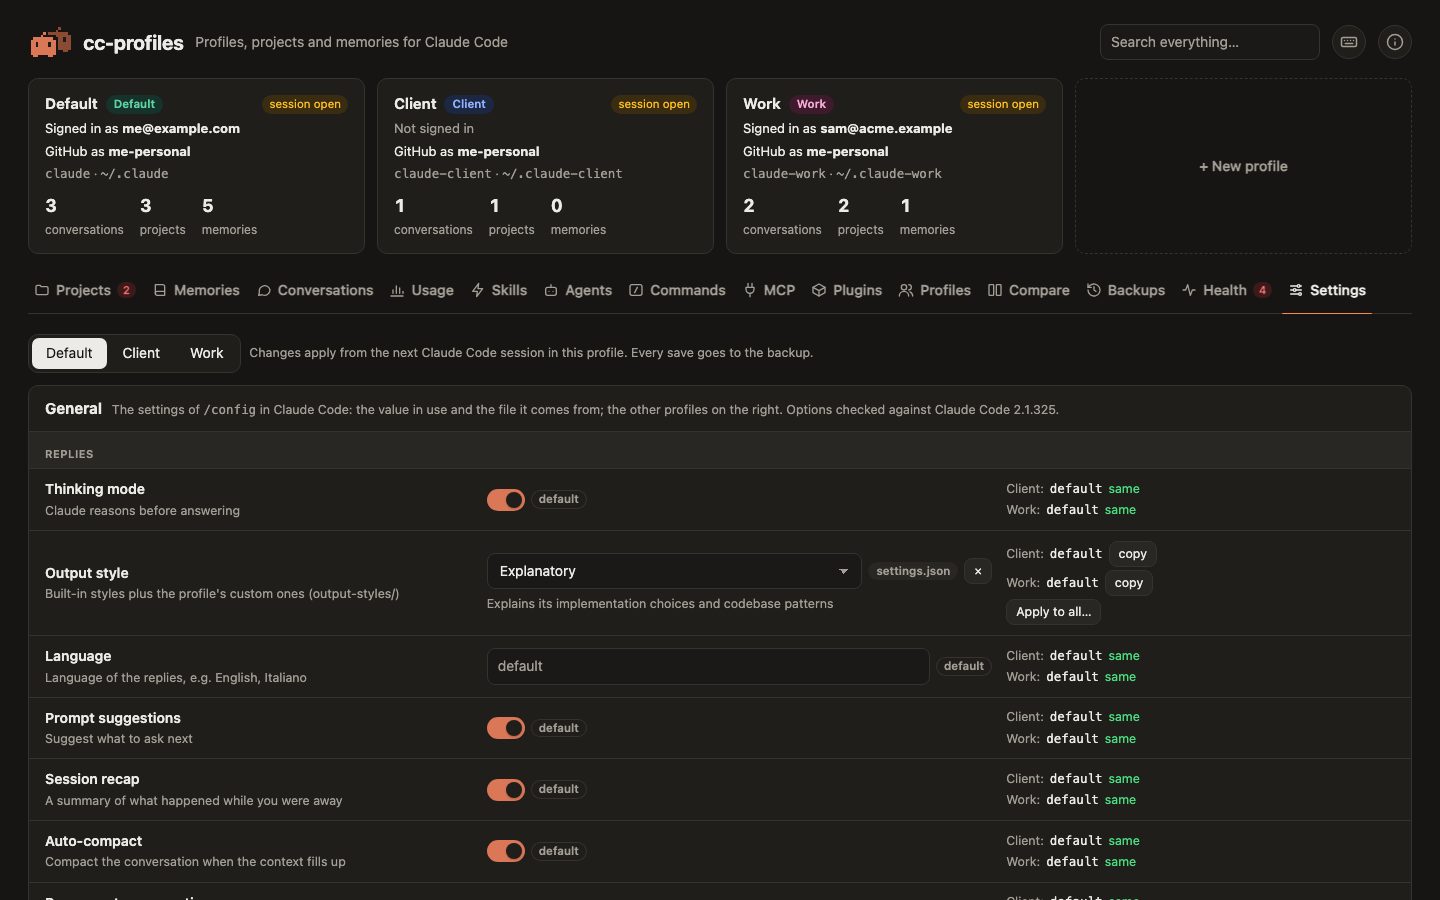 cc-profiles Profiles, projects and memories for Claude Code
Search everything...
Default Default session open
Signed in as me@example.com
GitHub as me-personal
claude · ~/.claude
3 3 5
conversations projects memories
Client Client session open
Not signed in
GitHub as me-personal
claude-client · ~/.claude-client
1 1 0
conversations projects memories
Work Work session open
Signed in as sam@acme.example
GitHub as me-personal
claude-work · ~/.claude-work
2 2 1
conversations projects memories
+ New profile
Projects 2 Memories Conversations Usage Skills Agents Commands MCP Plugins Profiles Compare Backups Health 4 Settings
Default Client Work Changes apply from the next Claude Code session in this profile. Every save goes to the backup.
General The settings of /config in Claude Code: the value in use and the file it comes from; the other profiles on the right. Options checked against Claude Code 2.1.325.
REPLIES
Thinking mode
Claude reasons before answering
default
Client: default same
Work: default same
Output style
Built-in styles plus the profile's custom ones (output-styles/)
Explanatory settings.json ×
Explains its implementation choices and codebase patterns
Client: default copy
Work: default copy
Apply to all...
Language
Language of the replies, e.g. English, Italiano
default default
Client: default same
Work: default same
Prompt suggestions
Suggest what to ask next
default
Client: default same
Work: default same
Session recap
A summary of what happened while you were away
default
Client: default same
Work: default same
Auto-compact
Compact the conversation when the context fills up
default
Client: default same
Work: default same